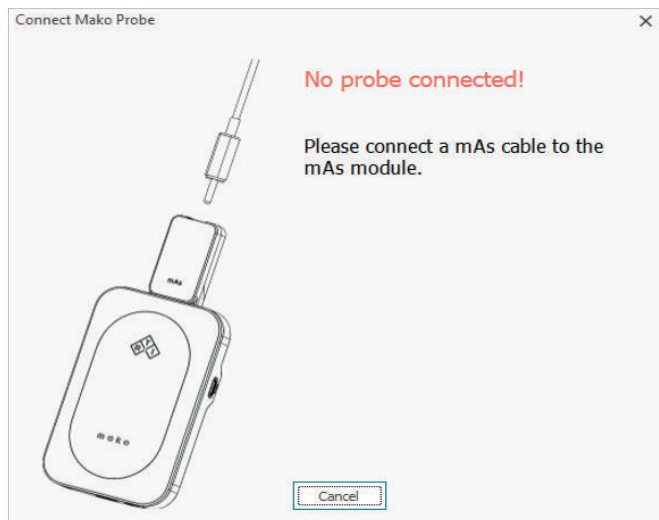 Connect Mako Probe
No probe connected!
Please connect a mAs cable to the
mAs module.
mAs
mako
Cancel